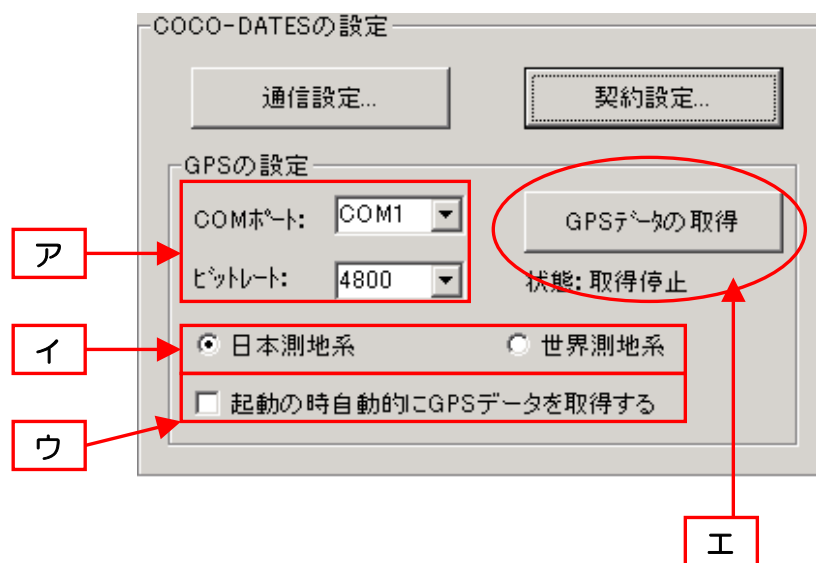 COCO-DATESの設定
通信設定...
契約設定...
GPSの設定
COMﾎﾟｰﾄ:
COM1
GPSﾃﾞｰﾀの取得
ア
ﾋﾞｯﾄﾚｰﾄ:
4800
状態: 取得停止
イ
日本測地系
世界測地系
起動の時自動的にGPSデータを取得する
ウ
エ